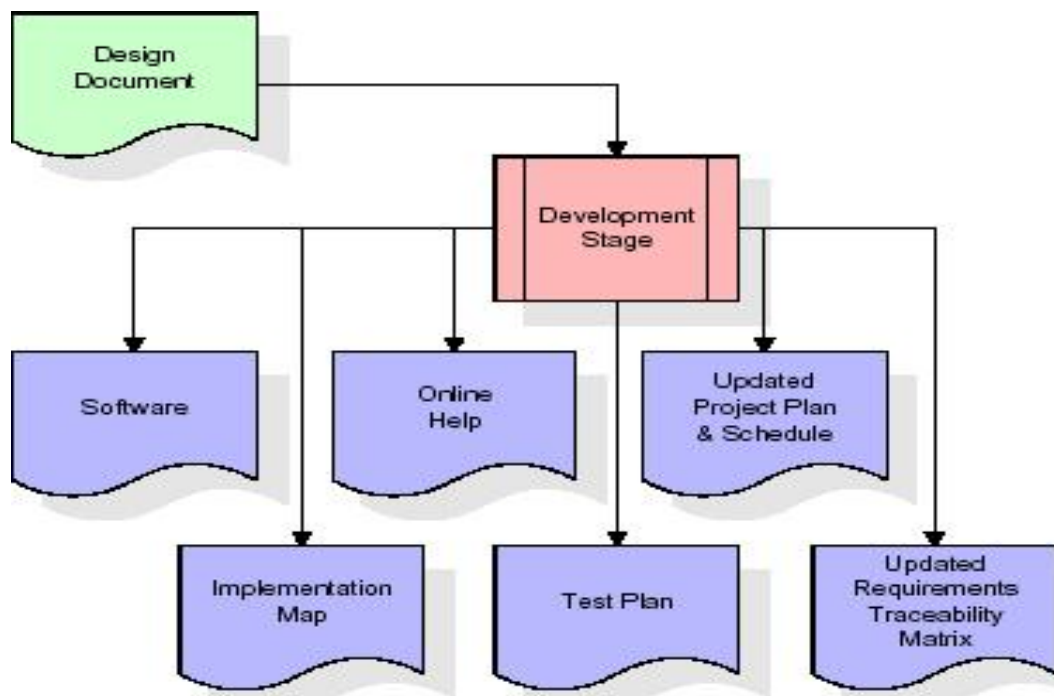 Design
Document
Development
Stage
Software
Online
Help
Updated
Project Plan
& Schedule
Implementation
Map
Test Plan
Updated
Requirements
Traceability
Matrix